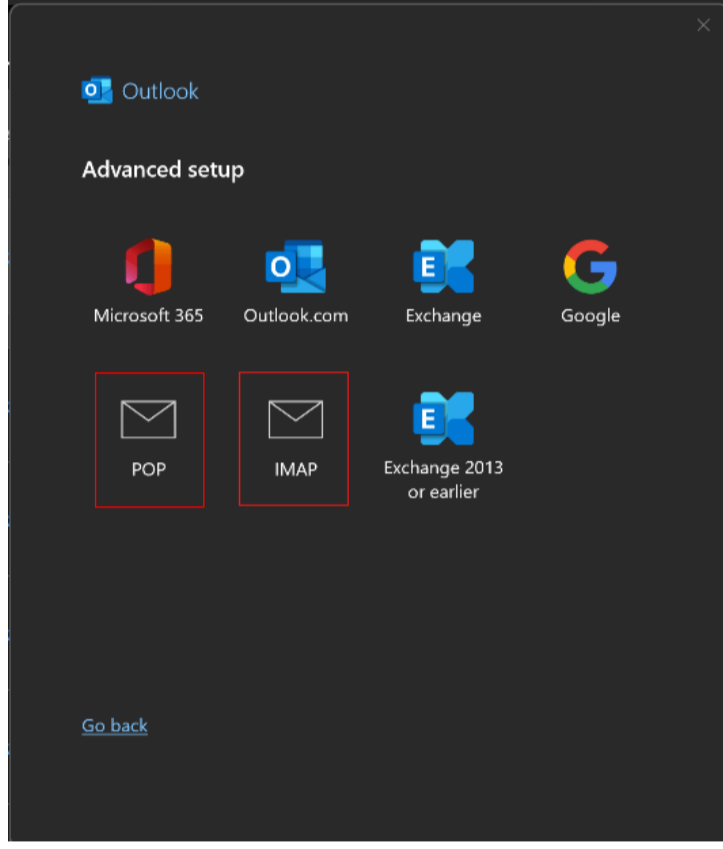 Outlook
Advanced setup
Microsoft 365
Outlook.com
Exchange
Google
POP
IMAP
Exchange 2013
or earlier
Go back